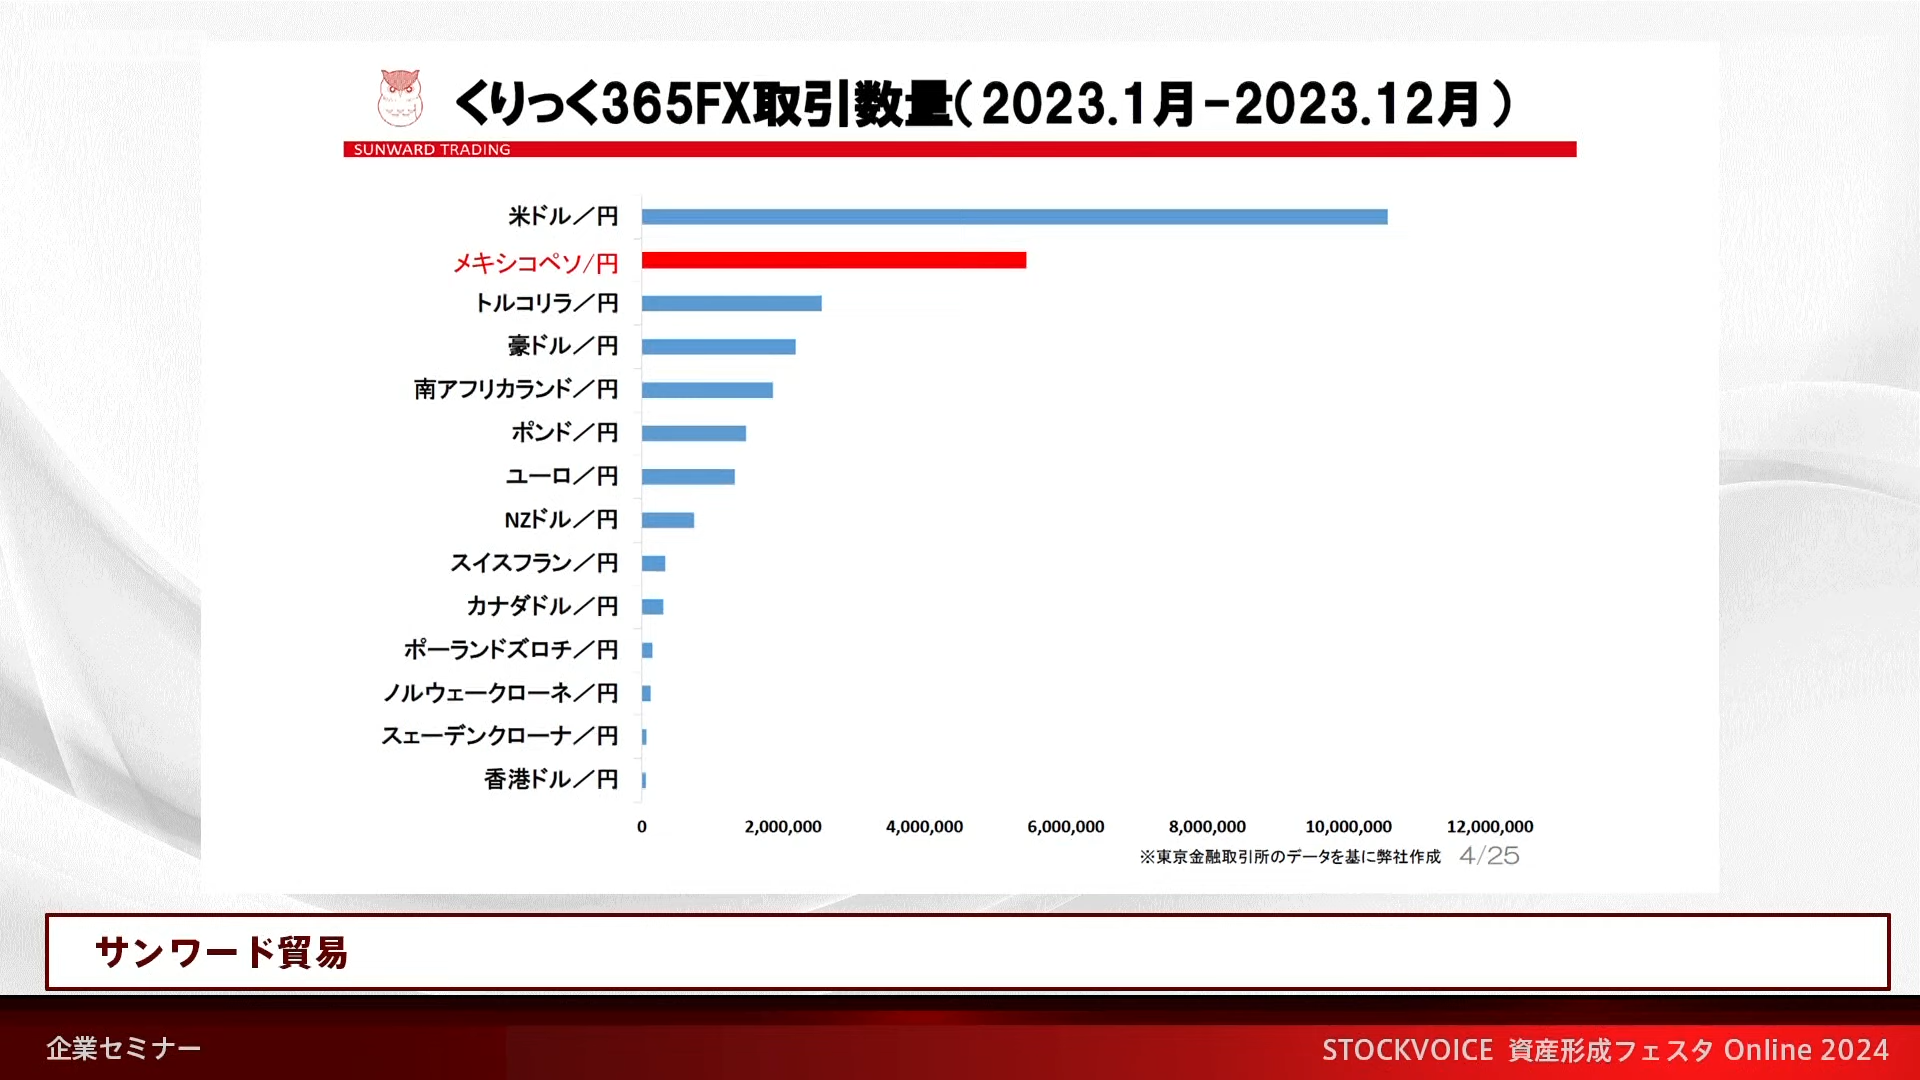 くりっく365FX取引数量(2023.1月-2023.12月)
SUNWARD TRADING
米ドル／円
メキシコペソ/円
トルコリラ／円
豪ドル／円
南アフリカランド／円
ポンド／円
ユーロ／円
NZドル／円
スイスフラン／円
カナダドル／円
ポーランドズロチ／円
ノルウェークローネ／円
スェーデンクローナ／円
香港ドル／円
0 2,000,000 4,000,000 6,000,000 8,000,000 10,000,000 12,000,000
※東京金融取引所のデータを基に弊社作成 4/25
サンワード貿易
企業セミナー
STOCKVOICE 資産形成フェスタ Online 2024